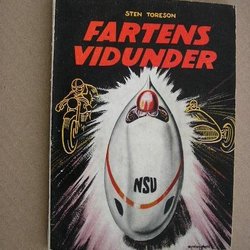 STEN TORESON
FARTENS
VIDUNDER
NSU